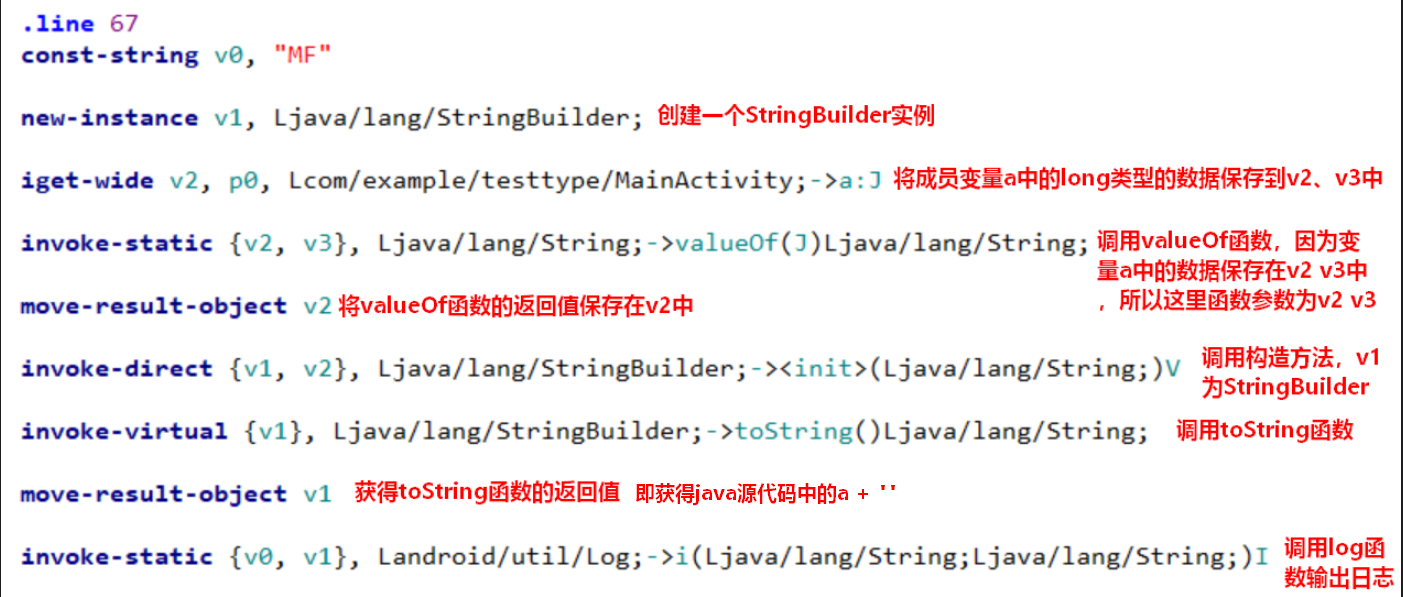 .line 67
const-string v0, "MF"
new-instance v1, Ljava/lang/StringBuilder; 创建一个StringBuilder实例
iget-wide v2, p0, Lcom/example/testtype/MainActivity;->a:J 将成员变量a中的long类型的数据保存到v2、v3中
invoke-static {v2, v3}, Ljava/lang/String;->valueOf(J)Ljava/lang/String; 调用valueOf函数，因为变
量a中的数据保存在v2 v3中
，所以这里函数参数为v2 v3
move-result-object v2 将valueOf函数的返回值保存在v2中
invoke-direct {v1, v2}, Ljava/lang/StringBuilder;-><init>(Ljava/lang/String;)V 调用构造方法，v1
为StringBuilder
invoke-virtual {v1}, Ljava/lang/StringBuilder;->toString()Ljava/lang/String; 调用toString函数
move-result-object v1 获得toString函数的返回值 即获得java源代码中的a + ''
invoke-static {v0, v1}, Landroid/util/Log;->i(Ljava/lang/String;Ljava/lang/String;)I 调用log函
数输出日志